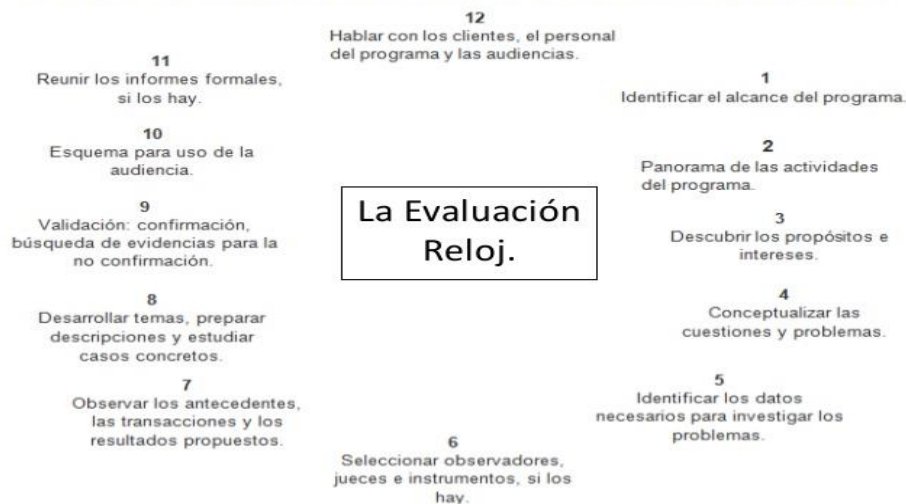 12
Hablar con los clientes, el personal
del programa y las audiencias.
11
Reunir los informes formales,
si los hay.
1
Identificar el alcance del programa.
10
Esquema para uso de la
audiencia.
2
Panorama de las actividades
del programa.
La Evaluación
Reloj.
9
Validación: confirmación,
búsqueda de evidencias para la
no confirmación.
3
Descubrir los propósitos e
intereses.
8
Desarrollar temas, preparar
descripciones y estudiar
casos concretos.
4
Conceptualizar las
cuestiones y problemas.
7
Observar los antecedentes,
las transacciones y los
resultados propuestos.
5
Identificar los datos
necesarios para investigar los
problemas.
6
Seleccionar observadores,
jueces e instrumentos, si los
hay.